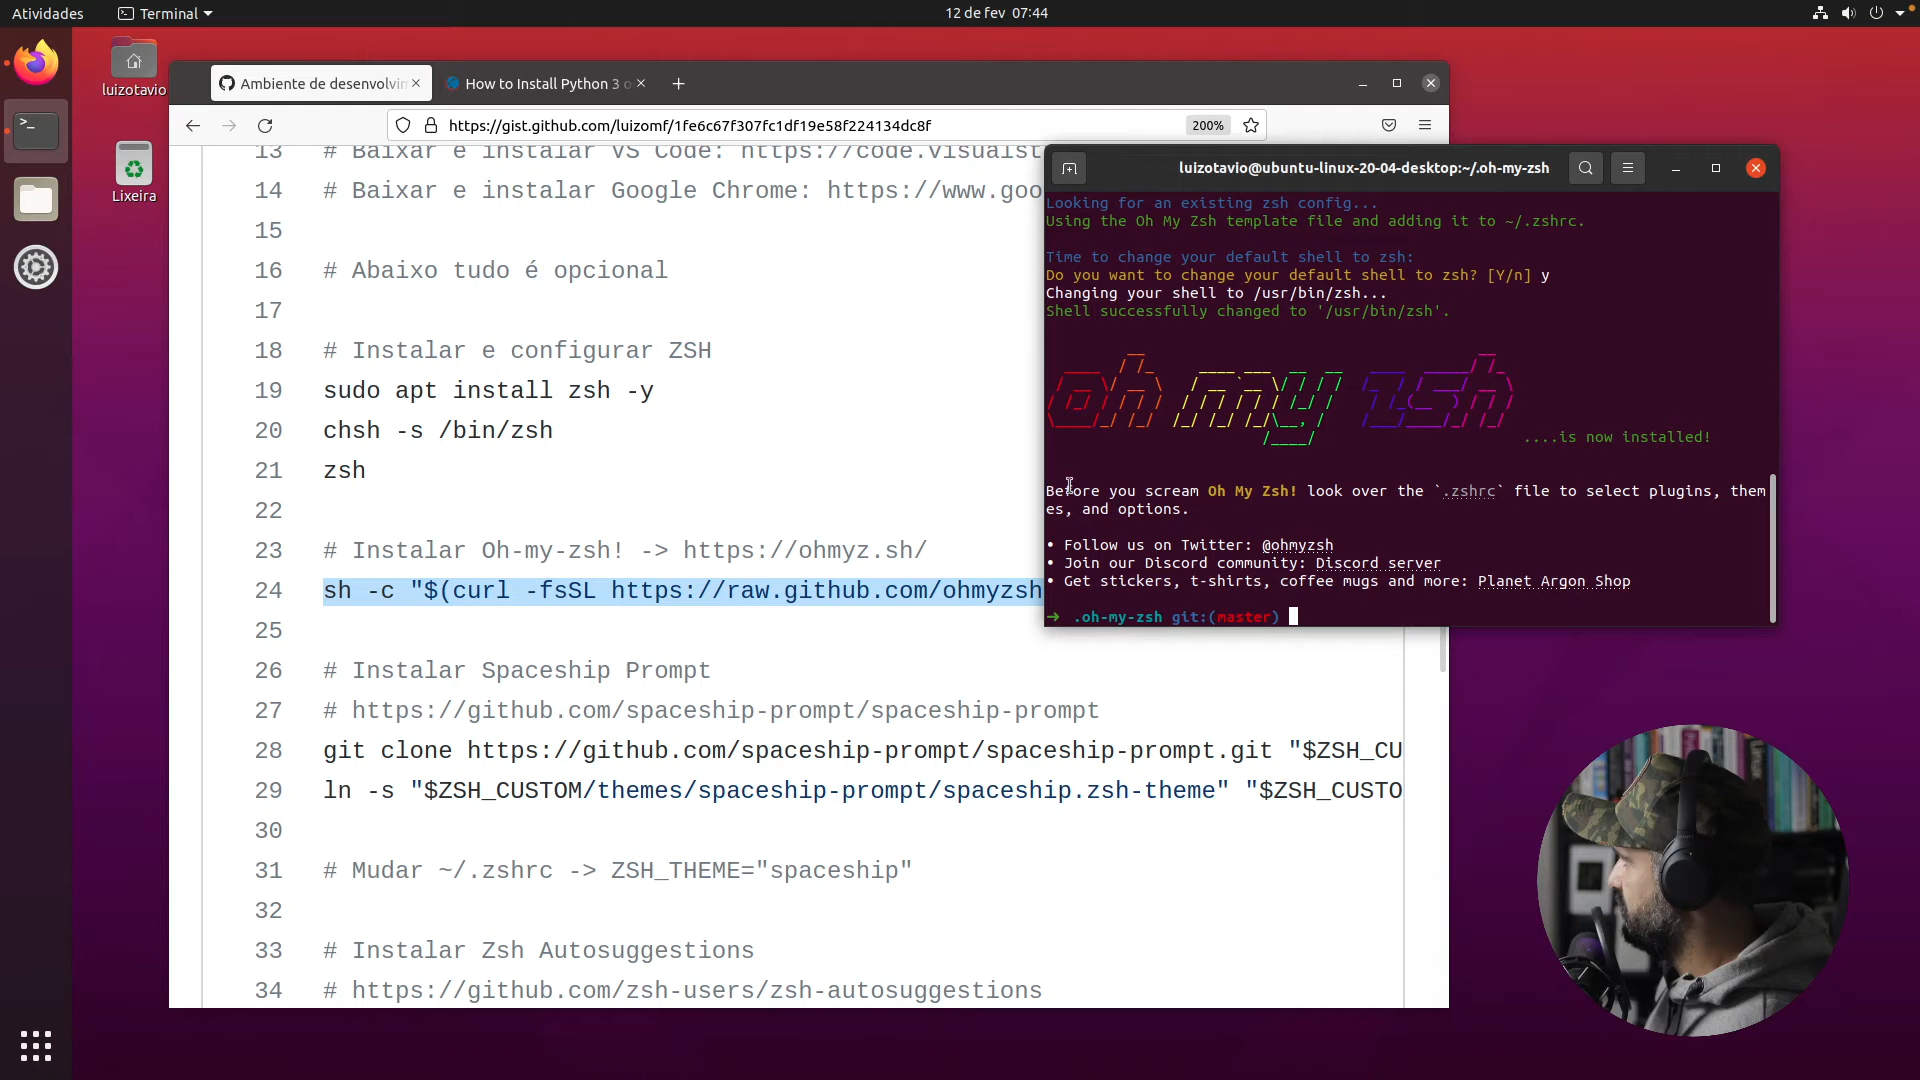 Atividades
Terminal
12 de fev 07:44
luizotavio
Lixeira
Ambiente de desenvolvim
How to Install Python 3 o
https://gist.github.com/luizomf/1fe6c67f307fc1df19e58f224134dc8f
200%
13 # Baixar e instalar VS Code: https://code.visualst
14 # Baixar e instalar Google Chrome: https://www.goo
15
16 # Abaixo tudo é opcional
17
18 # Instalar e configurar ZSH
19 sudo apt install zsh -y
20 chsh -s /bin/zsh
21 zsh
22
23 # Instalar Oh-my-zsh! -> https://ohmyz.sh/
24 sh -c "$(curl -fsSL https://raw.github.com/ohmyzsh
25
26 # Instalar Spaceship Prompt
27 # https://github.com/spaceship-prompt/spaceship-prompt
28 git clone https://github.com/spaceship-prompt/spaceship-prompt.git "$ZSH_CU
29 ln -s "$ZSH_CUSTOM/themes/spaceship-prompt/spaceship.zsh-theme" "$ZSH_CUSTO
30
31 # Mudar ~/.zshrc -> ZSH_THEME="spaceship"
32
33 # Instalar Zsh Autosuggestions
34 # https://github.com/zsh-users/zsh-autosuggestions
luizotavio@ubuntu-linux-20-04-desktop:~/.oh-my-zsh
Looking for an existing zsh config...
Using the Oh My Zsh template file and adding it to ~/.zshrc.
Time to change your default shell to zsh:
Do you want to change your default shell to zsh? [Y/n] y
Changing your shell to /usr/bin/zsh...
Shell successfully changed to '/usr/bin/zsh'.
oh my zsh
....is now installed!
Before you scream Oh My Zsh! look over the `.zshrc` file to select plugins, them
es, and options.
• Follow us on Twitter: @ohmyzsh
• Join our Discord community: Discord server
• Get stickers, t-shirts, coffee mugs and more: Planet Argon Shop
➜ .oh-my-zsh git:(master)